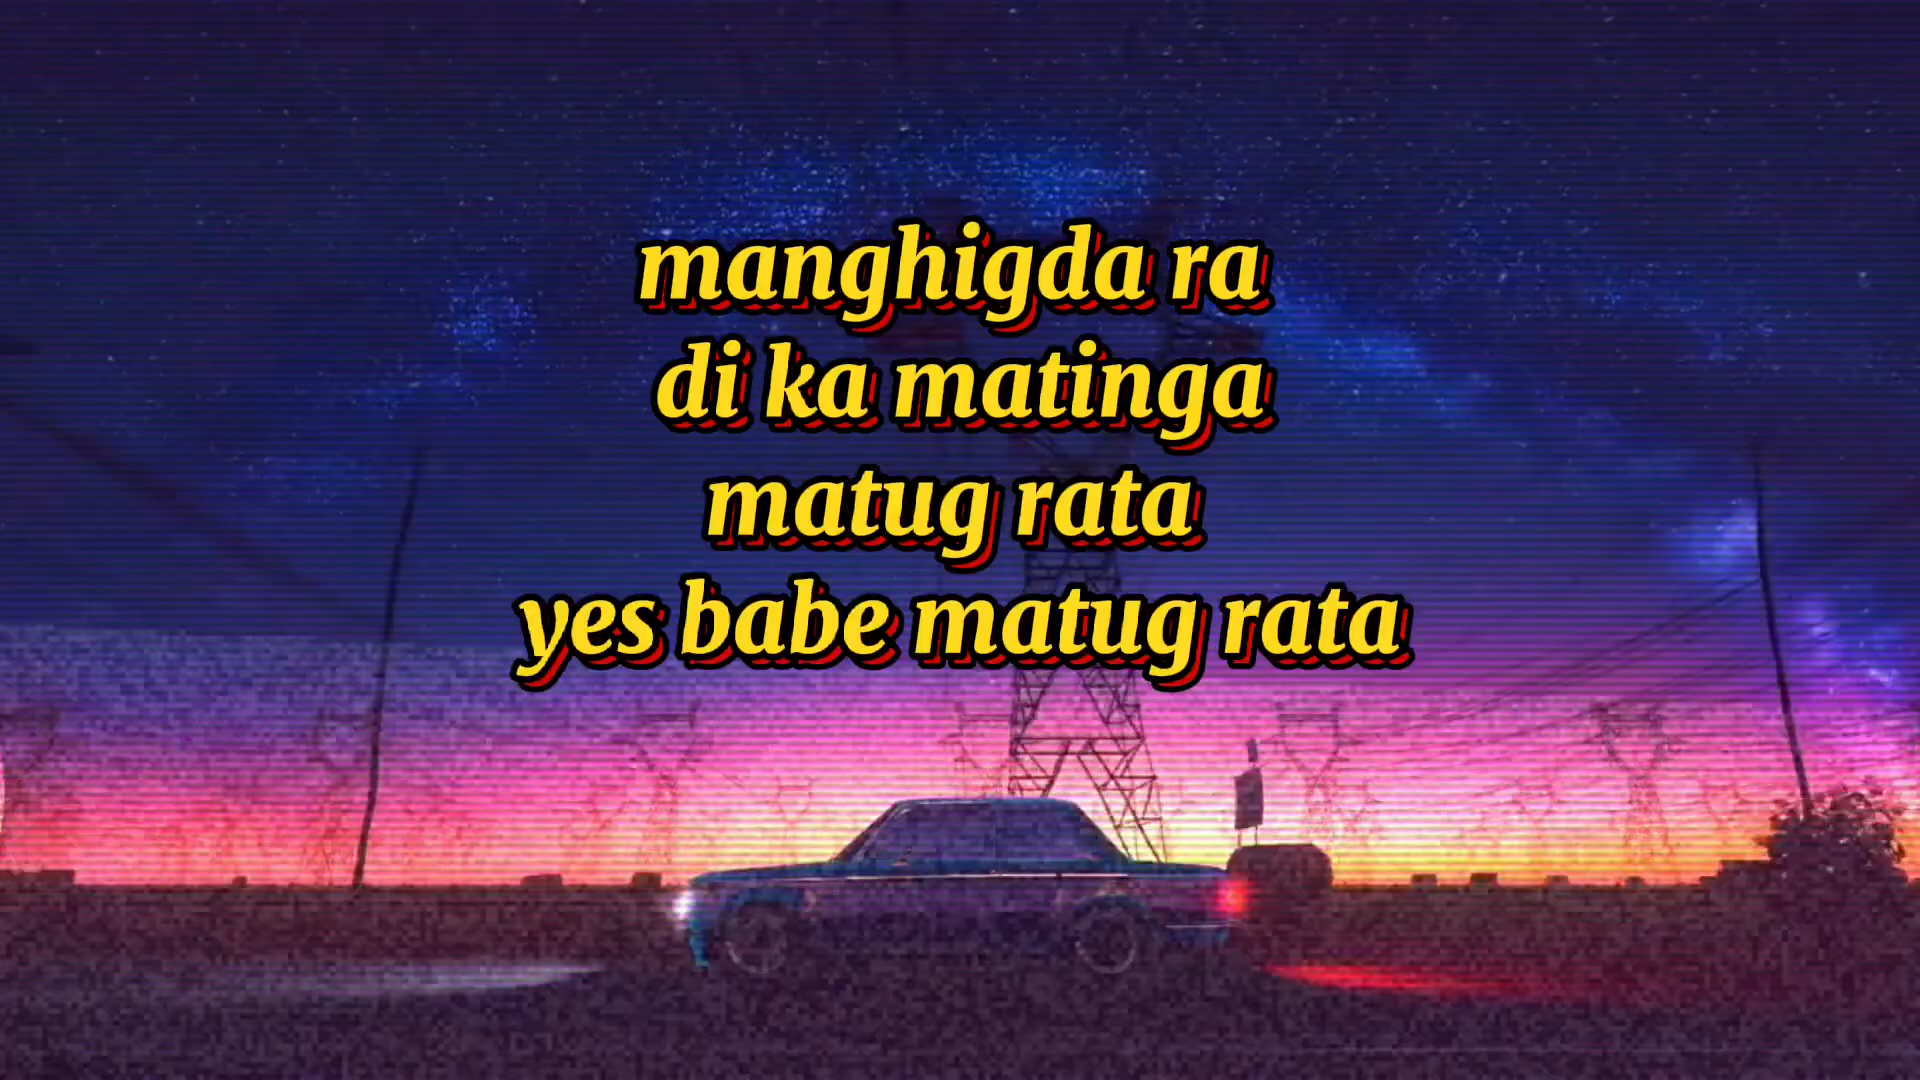 manghigda ra
di ka matinga
matug rata
yes babe matug rata